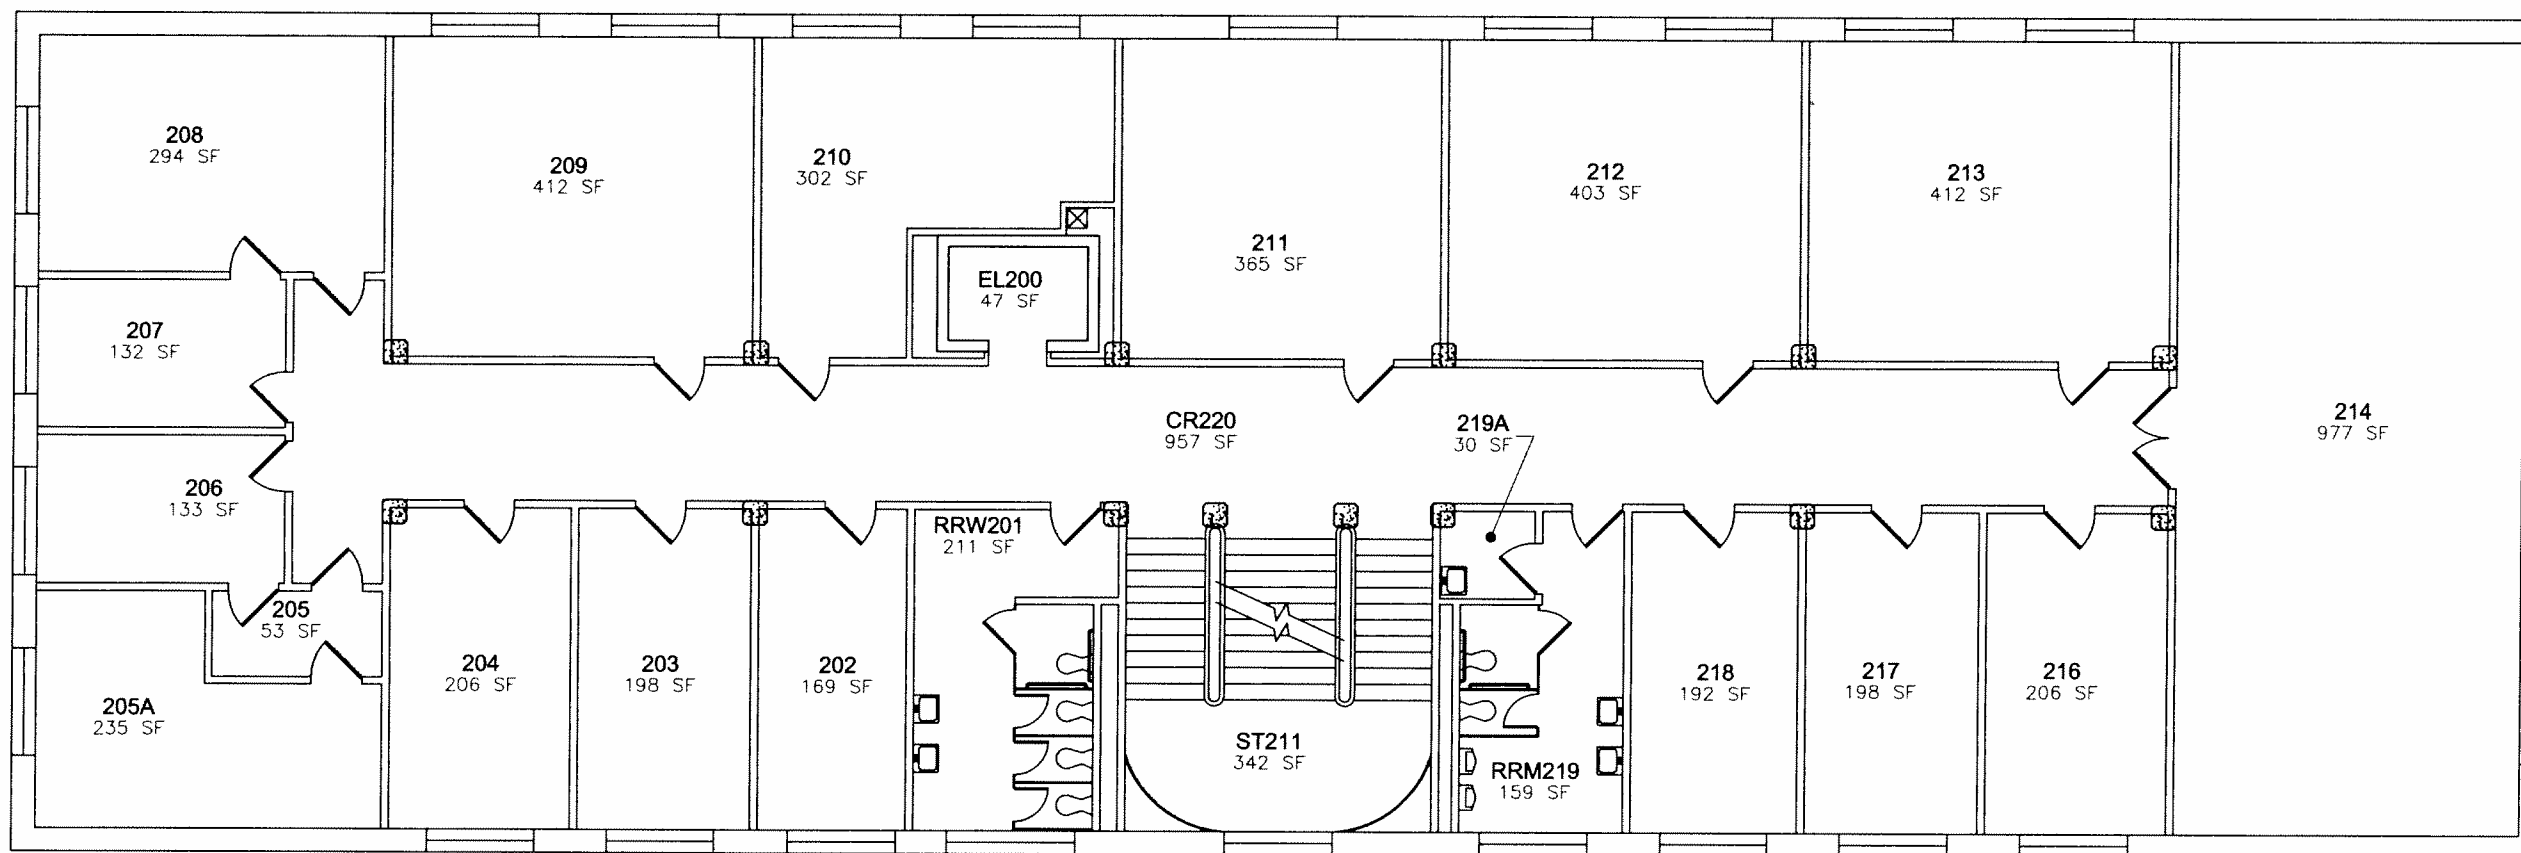 208
294 SF
209
412 SF
210
302 SF
211
365 SF
212
403 SF
213
412 SF
EL200
47 SF
207
132 SF
CR220
957 SF
219A
30 SF
214
977 SF
206
133 SF
RRW201
211 SF
205
53 SF
204
206 SF
203
198 SF
202
169 SF
218
192 SF
217
198 SF
216
206 SF
205A
235 SF
ST211
342 SF
RRM219
159 SF